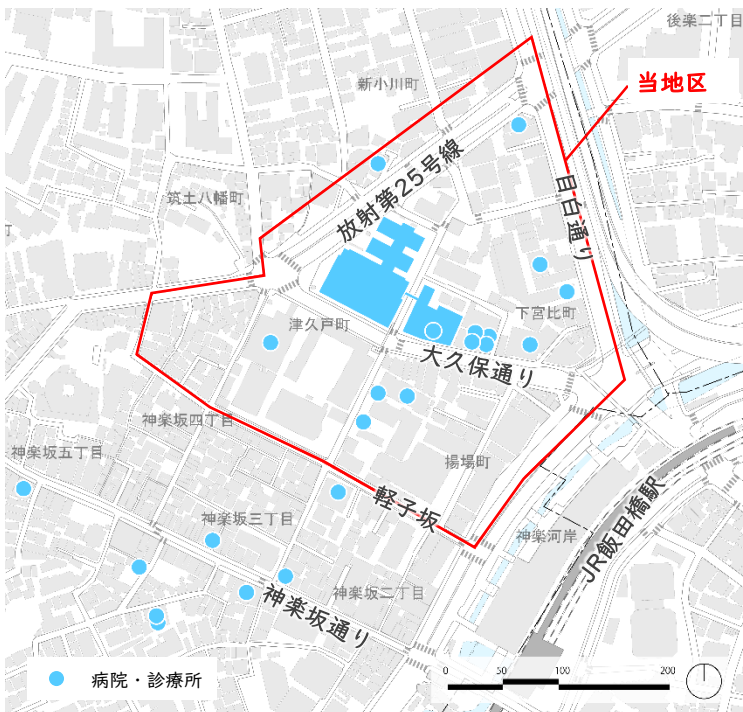 後楽二丁目
当地区
新小川町
放射第25号線
目白通り
筑土八幡町
町
津久戸町
下宮比町
大久保通り
神楽坂四丁目
神楽坂五丁目
揚場町
軽子坂
神楽坂三丁目
神楽河岸
JR飯田橋駅
神楽坂二丁目
神楽坂通り
病院・診療所
0 50 100 200